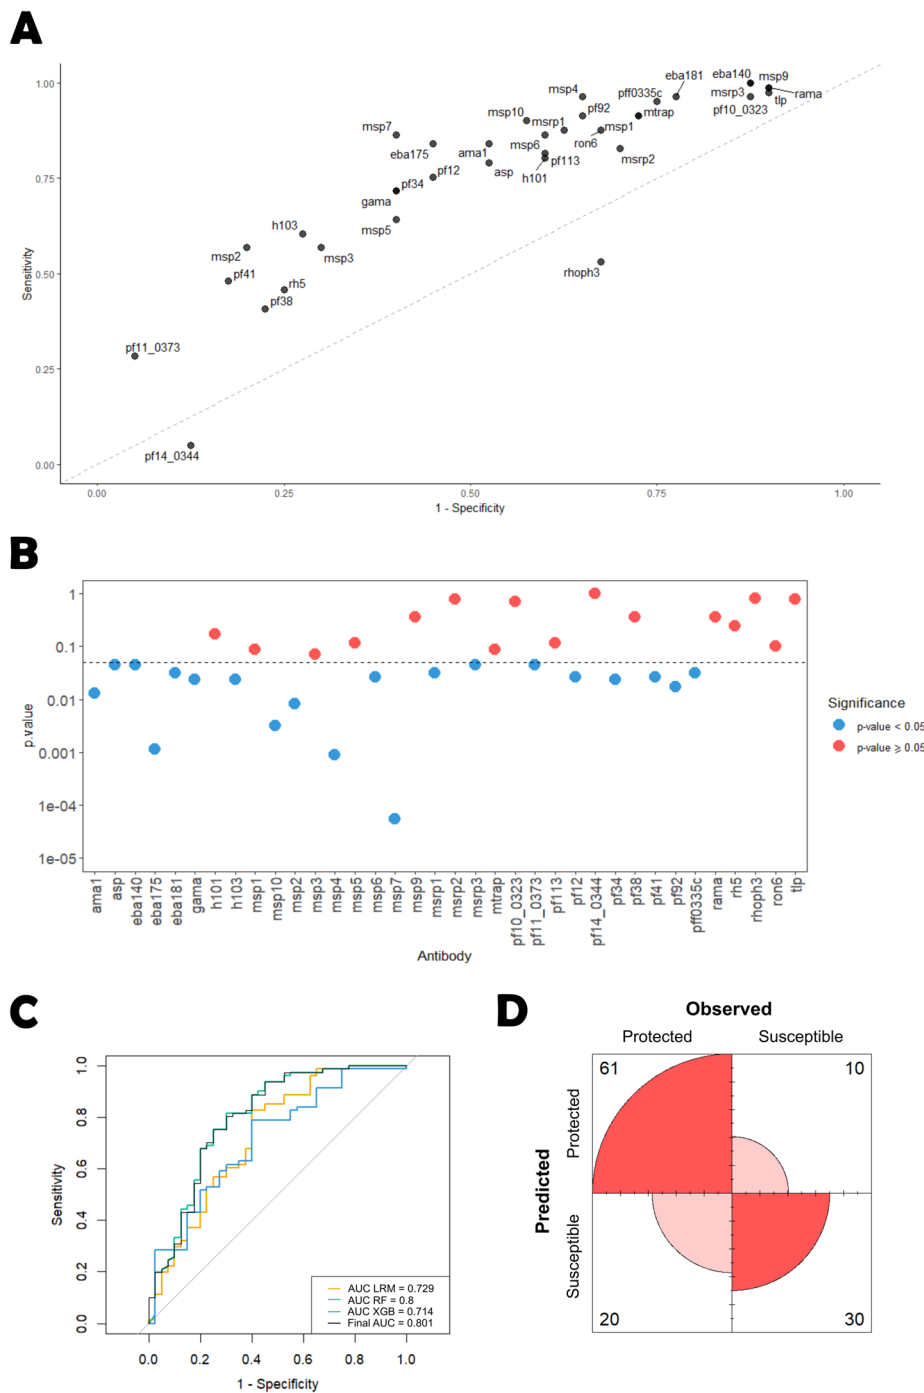 A
1.00
0.75
0.50
0.25
0.00
Sensitivity
eba140
msp9
msp4
pff0335c
eba181
msrp3
rama
tlp
pf92
mtrap
pf10_0323
msp10
msrp1
msp1
msp7
msp6
ron6
eba175
ama1
pf113
msrp2
pf12
asp
h101
pf34
gama
h103
msp5
msp2
msp3
pf41
rh5
rhoph3
pf38
pf11_0373
pf14_0344
0.00
0.25
0.50
0.75
1.00
1 - Specificity
B
1
0.1
0.01
0.001
1e-04
1e-05
p.value
Significance
p-value < 0.05
p-value ⩾ 0.05
ama1
asp
eba140
eba175
eba181
gama
h101
h103
msp1
msp10
msp2
msp3
msp4
msp5
msp6
msp7
msp9
msrp1
msrp2
msrp3
mtrap
pf10_0323
pf11_0373
pf113
pf12
pf14_0344
pf34
pf38
pf41
pf92
pff0335c
rama
rh5
rhoph3
ron6
tlp
Antibody
C
1.0
0.8
0.6
0.4
0.2
0.0
Sensitivity
AUC LRM = 0.729
AUC RF = 0.8
AUC XGB = 0.714
Final AUC = 0.801
0.0
0.2
0.4
0.6
0.8
1.0
1 - Specificity
D
Observed
Protected
Susceptible
Predicted
Protected
Susceptible
61
10
20
30